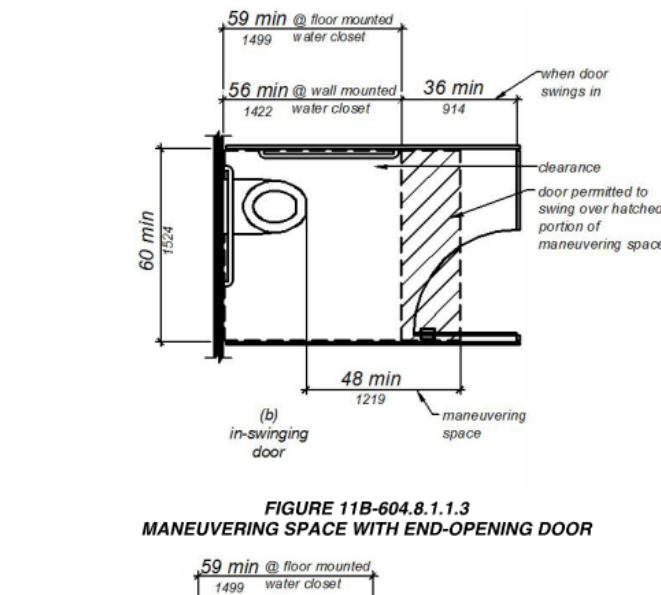 59 min @ floor mounted
1499 water closet
56 min @ wall mounted 36 min
1422 water closet 914
when door
swings in
clearance
door permitted to
swing over hatched
portion of
maneuvering space
60 min
1524
48 min
1219
maneuvering
space
(b)
in-swinging
door
FIGURE 11B-604.8.1.1.3
MANEUVERING SPACE WITH END-OPENING DOOR
59 min @ floor mounted
1499 water closet